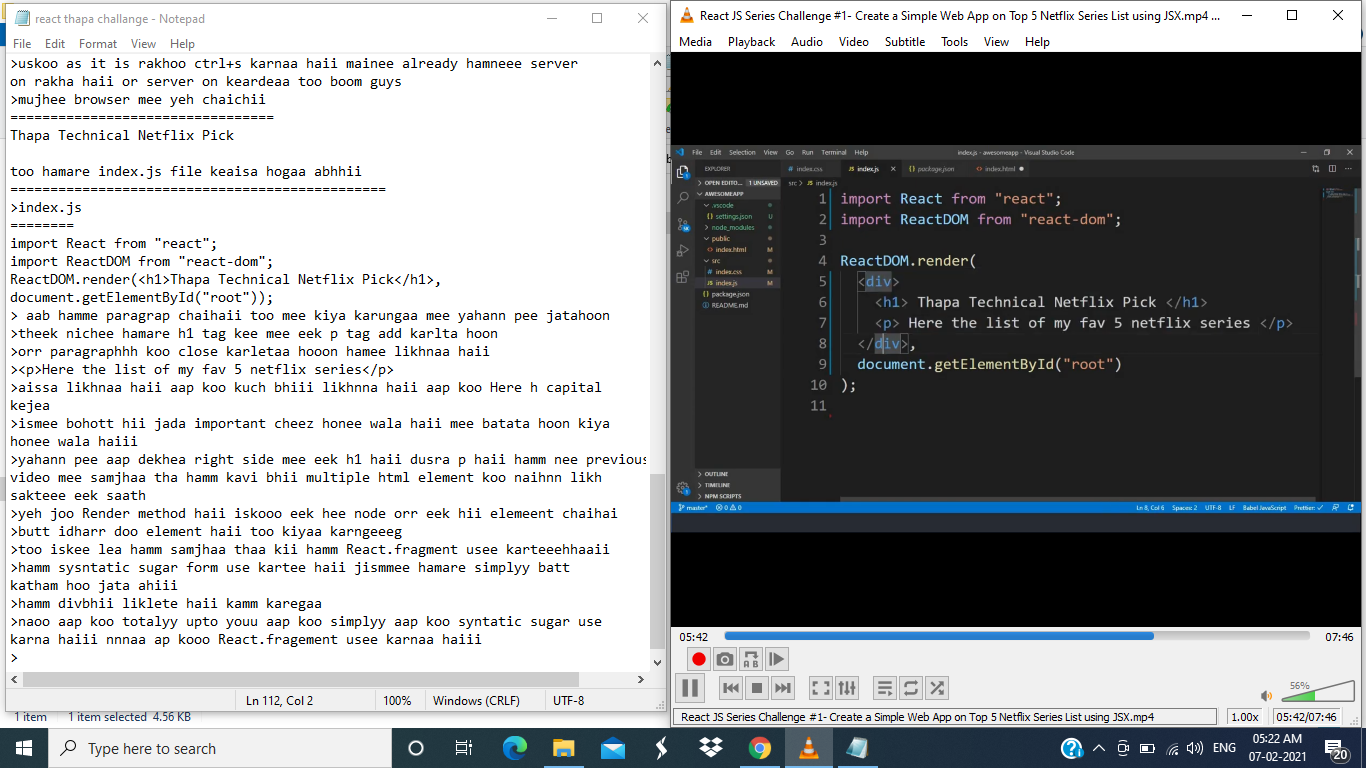 react thapa challange - Notepad
File Edit Format View Help
>uskoo as it is rakhoo ctrl+s karnaa haii mainee already hamneee server
on rakha haii or server on keardeaa too boom guys
>mujhee browser mee yeh chaichii
=================================
Thapa Technical Netflix Pick
too hamare index.js file keaisa hogaa abhhii
===============================================
>index.js
========
import React from "react";
import ReactDOM from "react-dom";
ReactDOM.render(<h1>Thapa Technical Netflix Pick</h1>,
document.getElementById("root"));
> aab hamme paragrap chaihaii too mee kiya karungaa mee yahann pee jatahoon
>theek nichee hamare h1 tag kee mee eek p tag add karlta hoon
>orr paragraphhh koo close karletaa hooon hamee likhnaa haii
><p>Here the list of my fav 5 netflix series</p>
>aissa likhnaa haii aap koo kuch bhiii likhnna haii aap koo Here h capital
kejea
>ismee bohott hii jada important cheez honee wala haii mee batata hoon kiya
honee wala haiii
>yahann pee aap dekhea right side mee eek h1 haii dusra p haii hamm nee previous
video mee samjhaa tha hamm kavi bhii multiple html element koo naihnn likh
sakteee eek saath
>yeh joo Render method haii iskooo eek hee node orr eek hii elemeent chaihai
>butt idharr doo element haii too kiyaa karngeeeg
>too iskee lea hamm samjhaa thaa kii hamm React.fragment usee karteeehhaaii
>hamm sysntatic sugar form use kartee haii jismmee hamare simplyy batt
katham hoo jata ahiii
>hamm divbhii liklete haii kamm karegaa
>naoo aap koo totalyy upto youu aap koo simplyy aap koo syntatic sugar use
karna haiii nnnaa ap kooo React.fragement usee karnaa haiii
>
Ln 112, Col 2 100% Windows (CRLF) UTF-8
1 item 1 item selected 4.56 KB
React JS Series Challenge #1- Create a Simple Web App on Top 5 Netflix Series List using JSX.mp4 ...
Media Playback Audio Video Subtitle Tools View Help
File Edit Selection View Go Run Terminal Help index.js - awesomeapp - Visual Studio Code
EXPLORER
index.css index.js package.json index.html
OPEN EDITO... 1 UNSAVED
src > index.js
AWESOMEAPP
.vscode
settings.json U
node_modules
public
index.html M
src
index.css M
index.js M
package.json
README.md
OUTLINE
TIMELINE
NPM SCRIPTS
1 import React from "react";
2 import ReactDOM from "react-dom";
3
4 ReactDOM.render(
5 <div>
6 <h1> Thapa Technical Netflix Pick </h1>
7 <p> Here the list of my fav 5 netflix series </p>
8 </div>,
9 document.getElementById("root")
10 );
11
master* 0 0 Ln 8, Col 6 Spaces: 2 UTF-8 LF Babel JavaScript Prettier: ✓
05:42 07:46
A B
56%
React JS Series Challenge #1- Create a Simple Web App on Top 5 Netflix Series List using JSX.mp4 1.00x 05:42/07:46
Type here to search
ENG
05:22 AM
07-02-2021
20